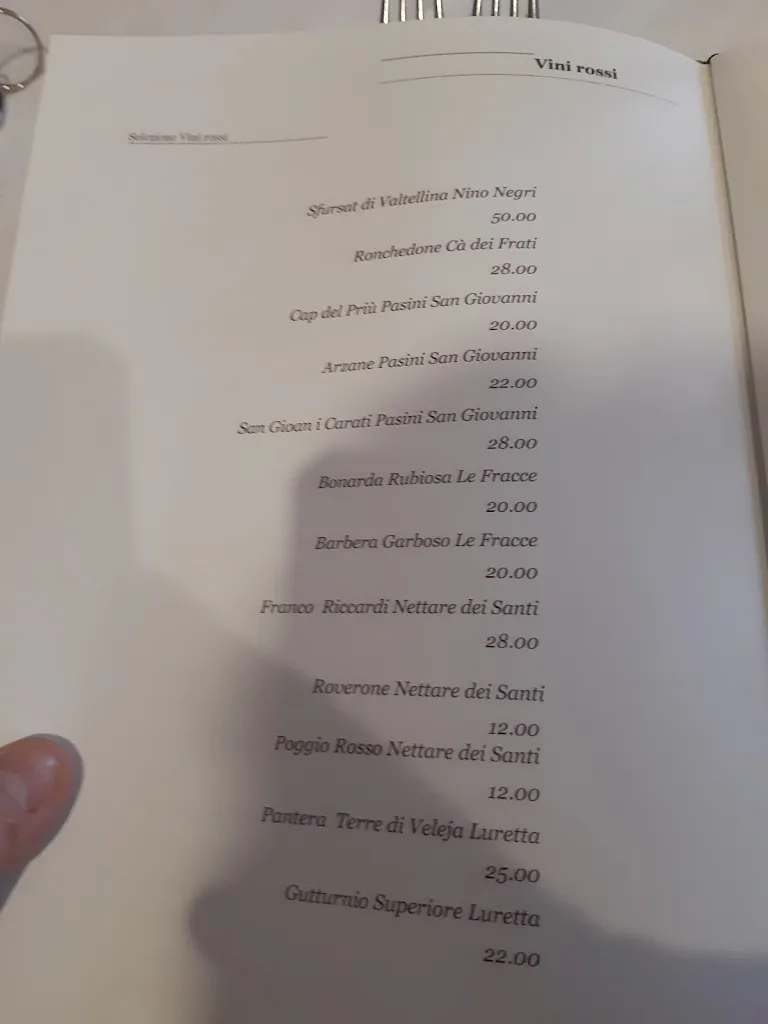 Vini rossi
Selezione Vini rossi
Sfursat di Valtellina Nino Negri
50.00
Ronchedone Cà dei Frati
28.00
Cap del Priù Pasini San Giovanni
20.00
Arzane Pasini San Giovanni
22.00
San Gioan i Carati Pasini San Giovanni
28.00
Bonarda Rubiosa Le Fracce
20.00
Barbera Garboso Le Fracce
20.00
Franco Riccardi Nettare dei Santi
28.00
Roverone Nettare dei Santi
12.00
Poggio Rosso Nettare dei Santi
12.00
Pantera Terre di Veleja Luretta
25.00
Gutturnio Superiore Luretta
22.00